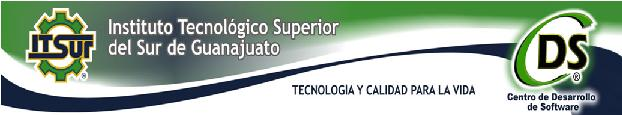 ITSUR
®
Instituto Tecnológico Superior
del Sur de Guanajuato
TECNOLOGIA Y CALIDAD PARA LA VIDA
CDS
®
Centro de Desarrollo
de Software